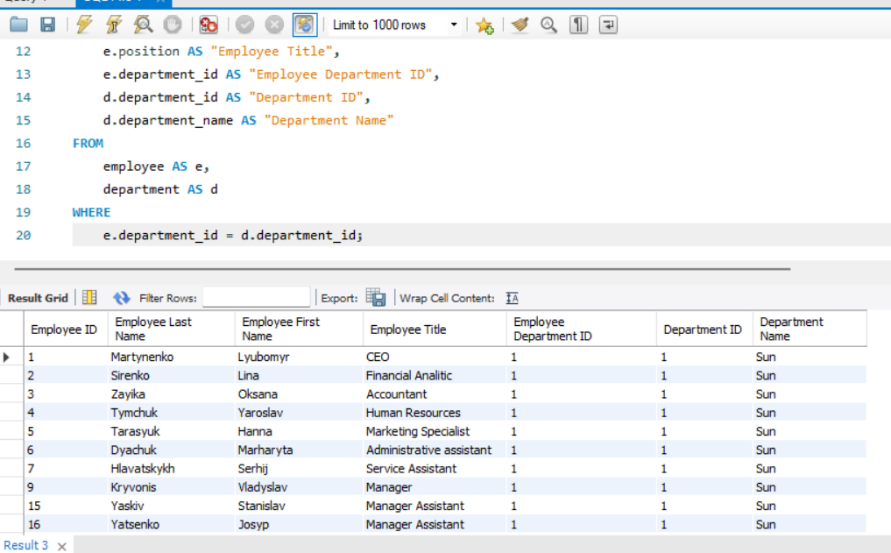 Limit to 1000 rows
12 e.position AS "Employee Title",
13 e.department_id AS "Employee Department ID",
14 d.department_id AS "Department ID",
15 d.department_name AS "Department Name"
16 FROM
17 employee AS e,
18 department AS d
19 WHERE
20 e.department_id = d.department_id;
Result Grid Filter Rows: Export: Wrap Cell Content: IA
Employee ID Employee Last Name Employee First Name Employee Title Employee Department ID Department ID Department Name
1 Martynenko Lyubomyr CEO 1 1 Sun
2 Sirenko Lina Financial Analitic 1 1 Sun
3 Zayika Oksana Accountant 1 1 Sun
4 Tymchuk Yaroslav Human Resources 1 1 Sun
5 Tarasyuk Hanna Marketing Specialist 1 1 Sun
6 Dyachuk Marharyta Administrative assistant 1 1 Sun
7 Hlavatskykh Serhij Service Assistant 1 1 Sun
9 Kryvonis Vladyslav Manager 1 1 Sun
15 Yaskiv Stanislav Manager Assistant 1 1 Sun
16 Yatsenko Josyp Manager Assistant 1 1 Sun
Result 3 ×